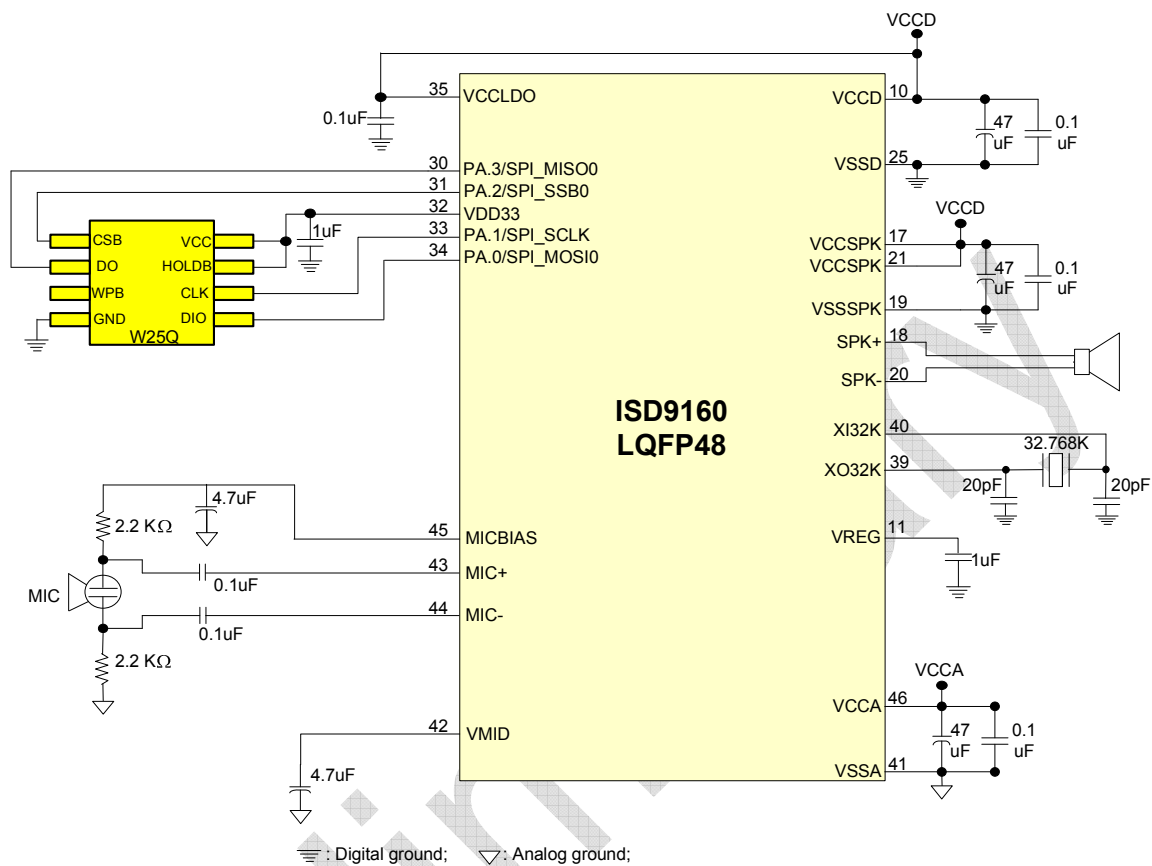 VCCD
35
VCCLDO
0.1uF
VCCD
10
47
uF
0.1
uF
VSSD
25
30
PA.3/SPI_MISO0
31
PA.2/SPI_SSB0
32
VDD33
33
PA.1/SPI_SCLK
34
PA.0/SPI_MOSI0
1uF
CSB
VCC
DO
HOLDB
WPB
CLK
GND
DIO
W25Q
VCCD
VCCSPK
17
VCCSPK
21
47
uF
0.1
uF
VSSSPK
19
SPK+
18
SPK-
20
ISD9160
LQFP48
XI32K
40
32.768K
XO32K
39
20pF
20pF
VREG
11
1uF
4.7uF
2.2 KΩ
45
MICBIAS
43
MIC+
0.1uF
MIC
44
MIC-
0.1uF
2.2 KΩ
VCCA
VCCA
46
47
uF
0.1
uF
VSSA
41
42
VMID
4.7uF
: Digital ground;
: Analog ground;